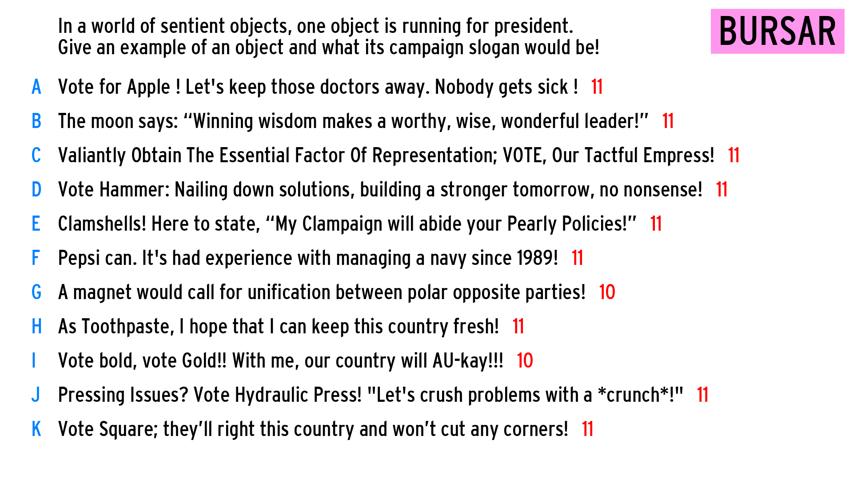 In a world of sentient objects, one object is running for president.
Give an example of an object and what its campaign slogan would be!
BURSAR
A Vote for Apple ! Let's keep those doctors away. Nobody gets sick ! 11
B The moon says: “Winning wisdom makes a worthy, wise, wonderful leader!” 11
C Valiantly Obtain The Essential Factor Of Representation; VOTE, Our Tactful Empress! 11
D Vote Hammer: Nailing down solutions, building a stronger tomorrow, no nonsense! 11
E Clamshells! Here to state, “My Clampaign will abide your Pearly Policies!” 11
F Pepsi can. It's had experience with managing a navy since 1989! 11
G A magnet would call for unification between polar opposite parties! 10
H As Toothpaste, I hope that I can keep this country fresh! 11
I Vote bold, vote Gold!! With me, our country will AU-kay!!! 10
J Pressing Issues? Vote Hydraulic Press! "Let's crush problems with a *crunch*!" 11
K Vote Square; they’ll right this country and won’t cut any corners! 11